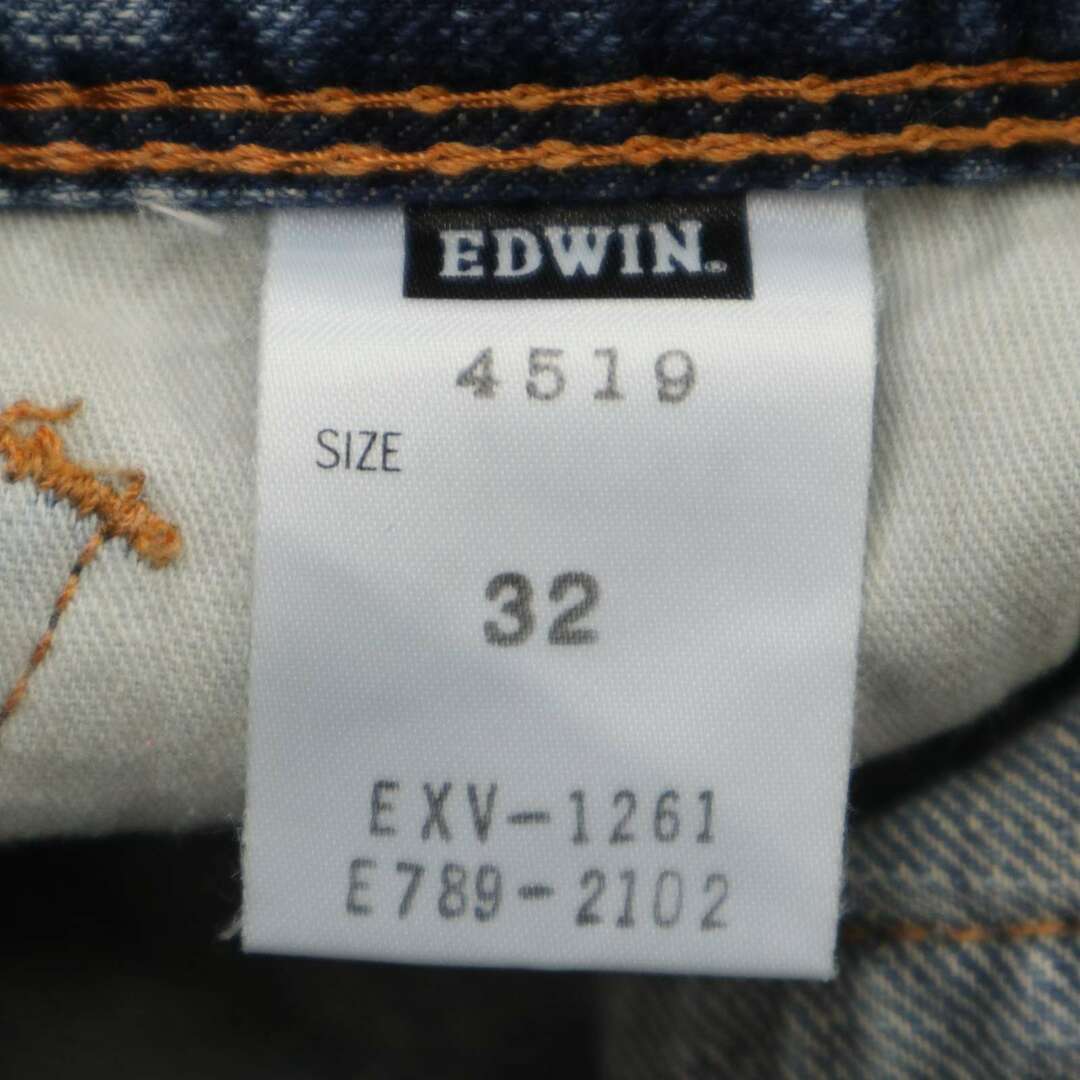 EDWIN.
4519
SIZE
32
EXV-1261
E789-2102